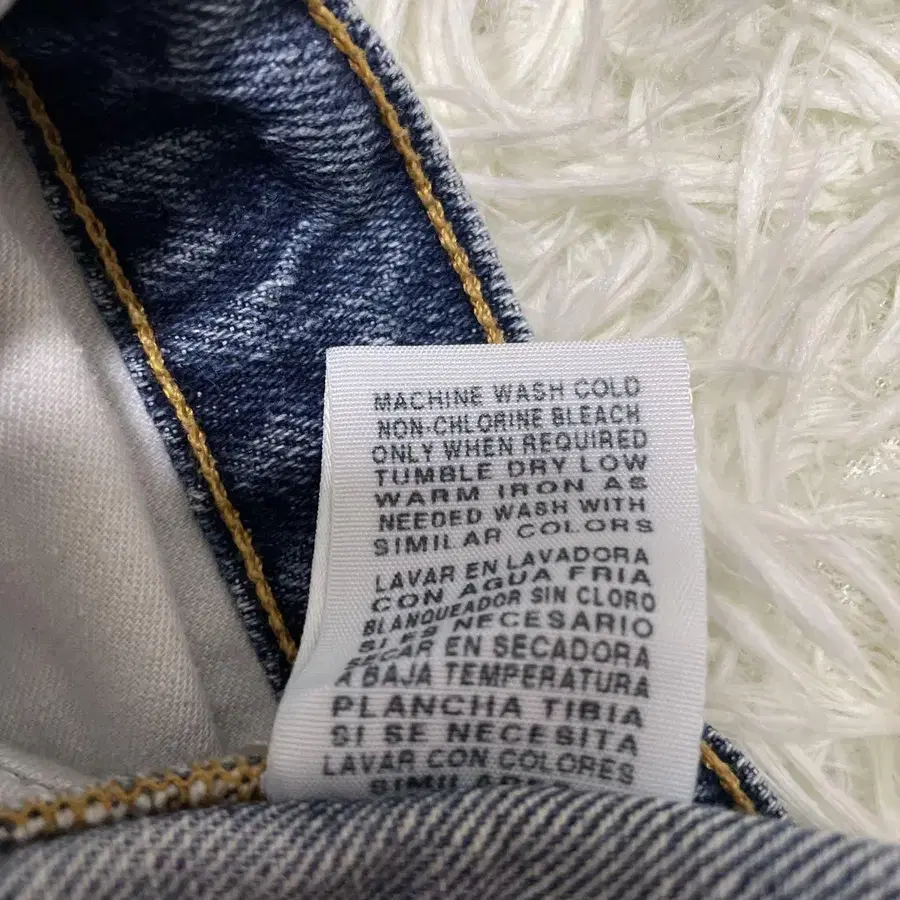 MACHINE WASH COLD
NON-CHLORINE BLEACH
ONLY WHEN REQUIRED
TUMBLE DRY LOW
WARM IRON AS
NEEDED WASH WITH
SIMILAR COLORS
LAVAR EN LAVADORA
CON AGUA FRIA
BLANQUEADOR SIN CLORO
SI ES NECESARIO
SECAR EN SECADORA
A BAJA TEMPERATURA
PLANCHA TIBIA
SI SE NECESITA
LAVAR CON COLORES